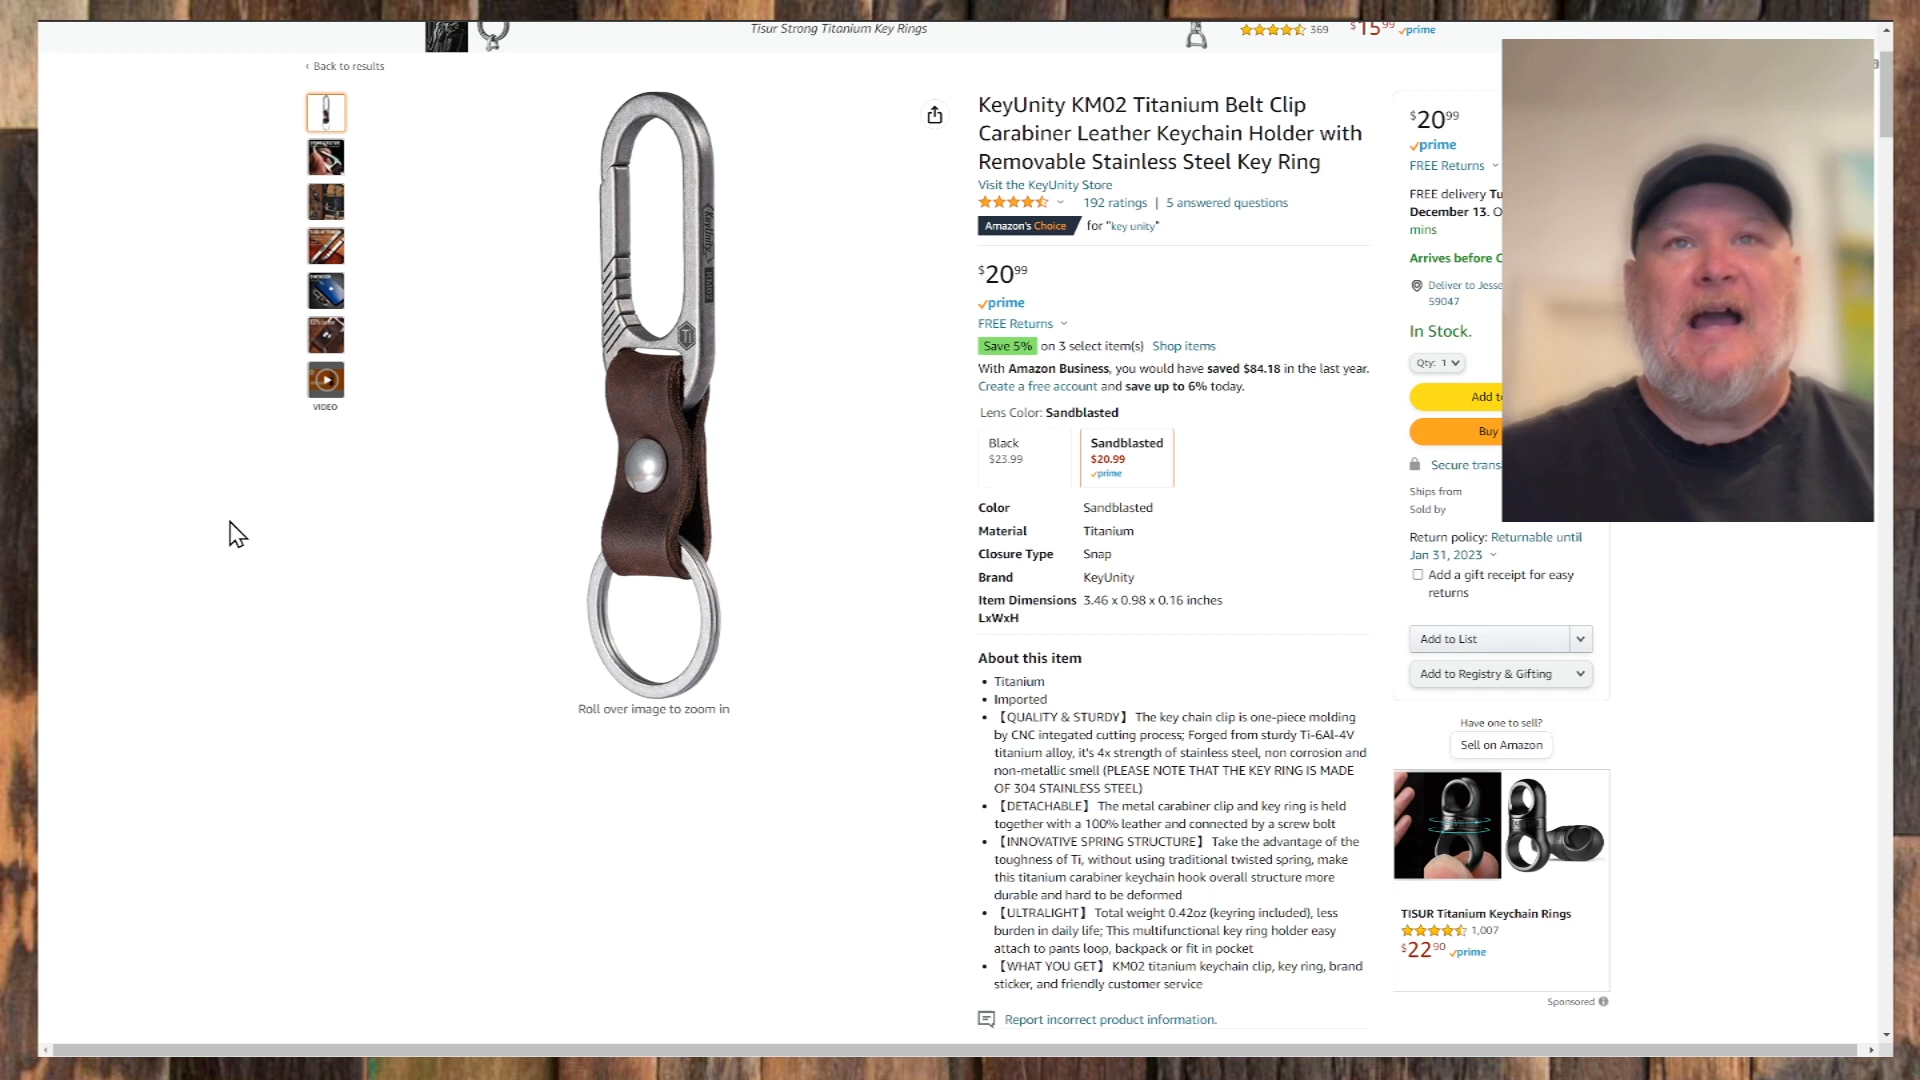 Tisur Strong Titanium Key Rings
369
$15.99 prime
‹ Back to results
VIDEO
KeyUnity KM02
Roll over image to zoom in
KeyUnity KM02 Titanium Belt Clip
Carabiner Leather Keychain Holder with
Removable Stainless Steel Key Ring
Visit the KeyUnity Store
192 ratings | 5 answered questions
Amazon's Choice for "key unity"
$20.99
prime
FREE Returns
Save 5% on 3 select item(s) Shop items
With Amazon Business, you would have saved $84.18 in the last year.
Create a free account and save up to 6% today.
Lens Color: Sandblasted
Black
$23.99
Sandblasted
$20.99
prime
Color Sandblasted
Material Titanium
Closure Type Snap
Brand KeyUnity
Item Dimensions 3.46 x 0.98 x 0.16 inches
LxWxH
About this item
• Titanium
• Imported
• 【QUALITY & STURDY】 The key chain clip is one-piece molding
by CNC integated cutting process; Forged from sturdy Ti-6Al-4V
titanium alloy, it's 4x strength of stainless steel, non corrosion and
non-metallic smell (PLEASE NOTE THAT THE KEY RING IS MADE
OF 304 STAINLESS STEEL)
• 【DETACHABLE】 The metal carabiner clip and key ring is held
together with a 100% leather and connected by a screw bolt
• 【INNOVATIVE SPRING STRUCTURE】 Take the advantage of the
toughness of Ti, without using traditional twisted spring, make
this titanium carabiner keychain hook overall structure more
durable and hard to be deformed
• 【ULTRALIGHT】 Total weight 0.42oz (keyring included), less
burden in daily life; This multifunctional key ring holder easy
attach to pants loop, backpack or fit in pocket
• 【WHAT YOU GET】 KM02 titanium keychain clip, key ring, brand
sticker, and friendly customer service
Report incorrect product information.
$20.99
prime
FREE Returns
FREE delivery Tu
December 13. O
mins
Arrives before C
Deliver to Jesse
59047
In Stock.
Qty: 1
Add to
Buy
Secure trans
Ships from
Sold by
Return policy: Returnable until
Jan 31, 2023
Add a gift receipt for easy
returns
Add to List
Add to Registry & Gifting
Have one to sell?
Sell on Amazon
TISUR Titanium Keychain Rings
1,007
$22.90 prime
Sponsored